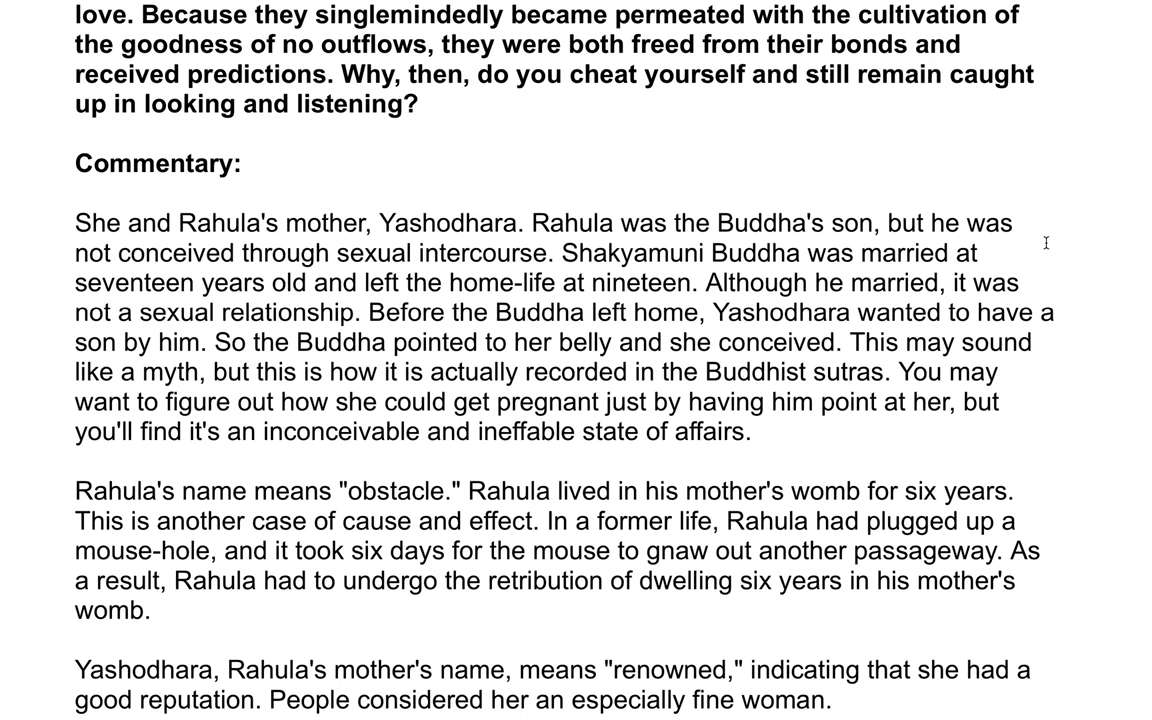 love. Because they singlemindedly became permeated with the cultivation of
the goodness of no outflows, they were both freed from their bonds and
received predictions. Why, then, do you cheat yourself and still remain caught
up in looking and listening?
Commentary:
She and Rahula's mother, Yashodhara. Rahula was the Buddha's son, but he was
not conceived through sexual intercourse. Shakyamuni Buddha was married at
seventeen years old and left the home-life at nineteen. Although he married, it was
not a sexual relationship. Before the Buddha left home, Yashodhara wanted to have a
son by him. So the Buddha pointed to her belly and she conceived. This may sound
like a myth, but this is how it is actually recorded in the Buddhist sutras. You may
want to figure out how she could get pregnant just by having him point at her, but
you'll find it's an inconceivable and ineffable state of affairs.
Rahula's name means "obstacle." Rahula lived in his mother's womb for six years.
This is another case of cause and effect. In a former life, Rahula had plugged up a
mouse-hole, and it took six days for the mouse to gnaw out another passageway. As
a result, Rahula had to undergo the retribution of dwelling six years in his mother's
womb.
Yashodhara, Rahula's mother's name, means "renowned," indicating that she had a
good reputation. People considered her an especially fine woman.